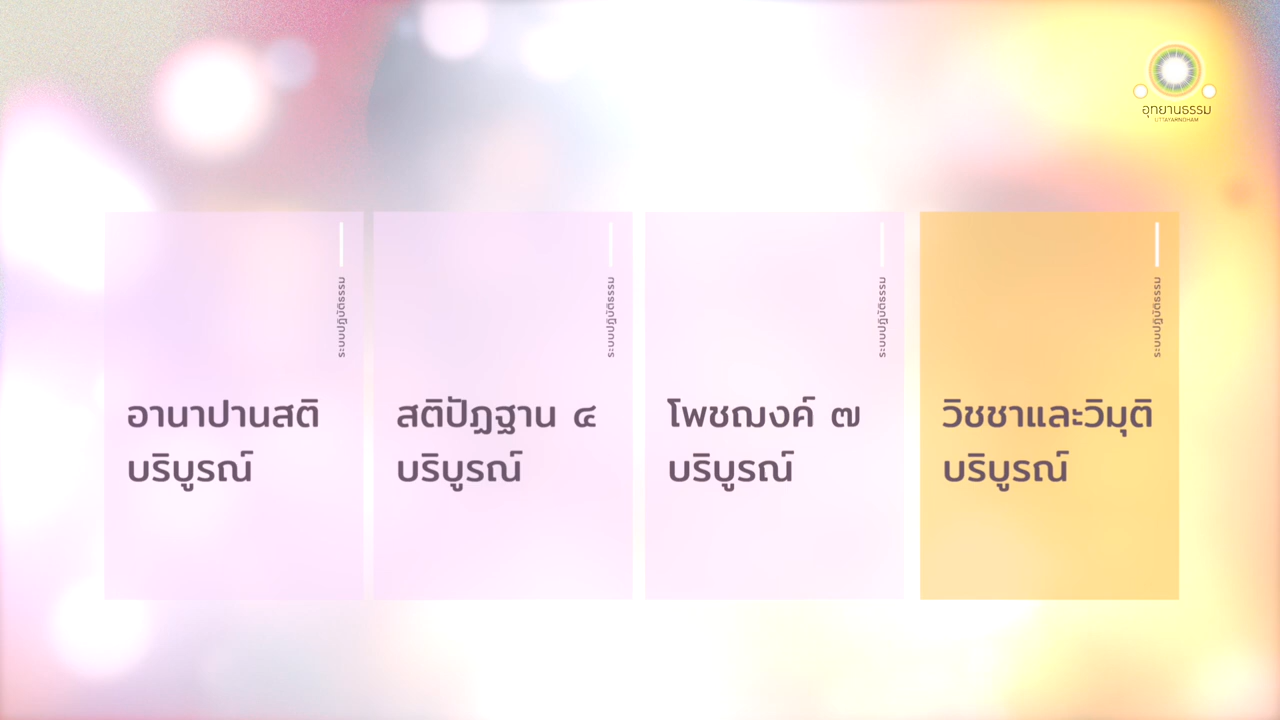 อุทยานธรรม
UTTAYARNDHAM
ระบบปฏิบัติธรรม
อานาปานสติ
บริบูรณ์
ระบบปฏิบัติธรรม
สติปัฏฐาน ๔
บริบูรณ์
ระบบปฏิบัติธรรม
โพชฌงค์ ๗
บริบูรณ์
ระบบปฏิบัติธรรม
วิชชาและวิมุติ
บริบูรณ์